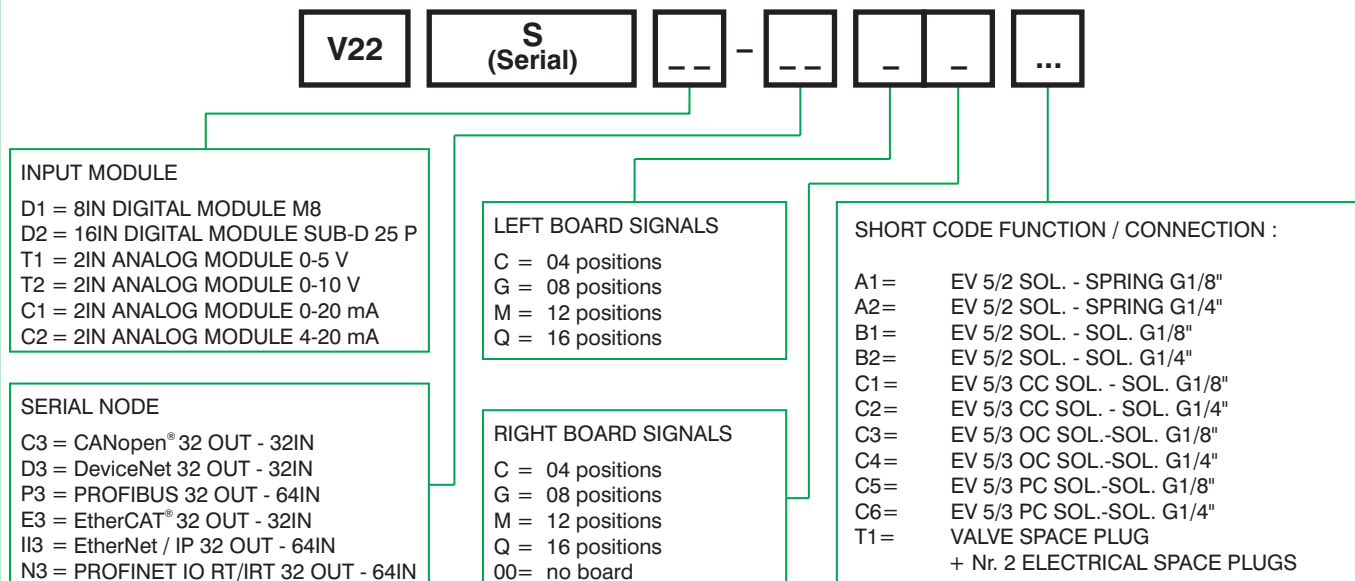 V22 S (Serial) _ _ - _ _ _ _ ...
INPUT MODULE
D1 = 8IN DIGITAL MODULE M8
D2 = 16IN DIGITAL MODULE SUB-D 25 P
T1 = 2IN ANALOG MODULE 0-5 V
T2 = 2IN ANALOG MODULE 0-10 V
C1 = 2IN ANALOG MODULE 0-20 mA
C2 = 2IN ANALOG MODULE 4-20 mA
SERIAL NODE
C3 = CANopen® 32 OUT - 32IN
D3 = DeviceNet 32 OUT - 32IN
P3 = PROFIBUS 32 OUT - 64IN
E3 = EtherCAT® 32 OUT - 32IN
II3 = EtherNet / IP 32 OUT - 64IN
N3 = PROFINET IO RT/IRT 32 OUT - 64IN
LEFT BOARD SIGNALS
C = 04 positions
G = 08 positions
M = 12 positions
Q = 16 positions
RIGHT BOARD SIGNALS
C = 04 positions
G = 08 positions
M = 12 positions
Q = 16 positions
00= no board
SHORT CODE FUNCTION / CONNECTION :
A1= EV 5/2 SOL. - SPRING G1/8"
A2= EV 5/2 SOL. - SPRING G1/4"
B1= EV 5/2 SOL. - SOL. G1/8"
B2= EV 5/2 SOL. - SOL. G1/4"
C1= EV 5/3 CC SOL. - SOL. G1/8"
C2= EV 5/3 CC SOL. - SOL. G1/4"
C3= EV 5/3 OC SOL.-SOL. G1/8"
C4= EV 5/3 OC SOL.-SOL. G1/4"
C5= EV 5/3 PC SOL.-SOL. G1/8"
C6= EV 5/3 PC SOL.-SOL. G1/4"
T1= VALVE SPACE PLUG
+ Nr. 2 ELECTRICAL SPACE PLUGS